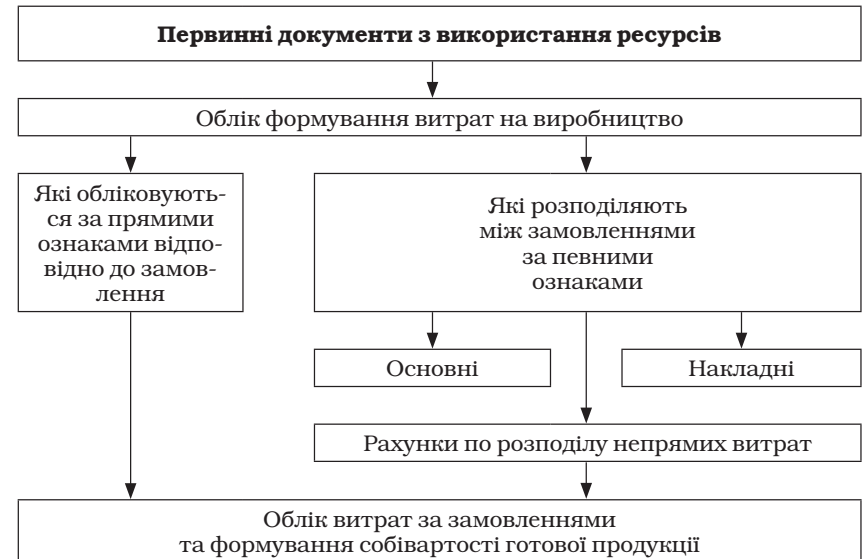 Первинні документи з використання ресурсів
Облік формування витрат на виробництво
Які обліковують-
ся за прямими
ознаками відпо-
відно до замов-
лення
Які розподіляють
між замовленнями
за певними
ознаками
Основні
Накладні
Рахунки по розподілу непрямих витрат
Облік витрат за замовленнями
та формування собівартості готової продукції